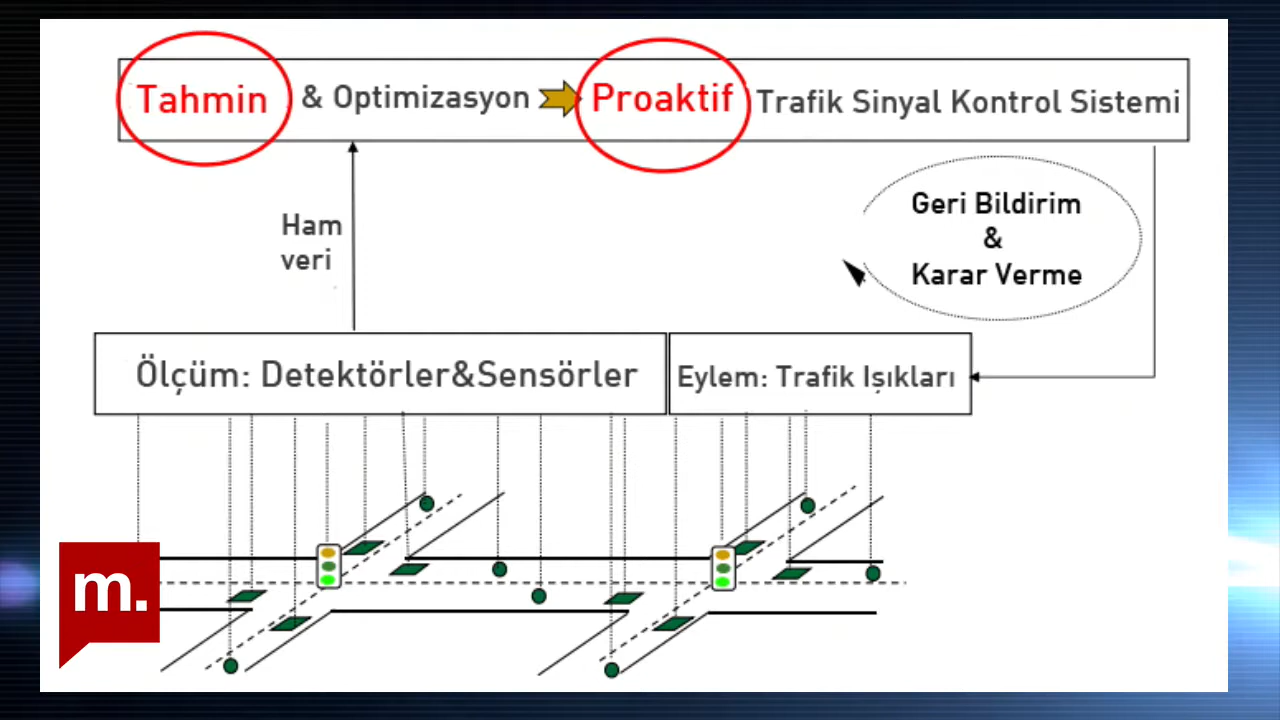 Tahmin & Optimizasyon Proaktif Trafik Sinyal Kontrol Sistemi
Ham
veri
Geri Bildirim
&
Karar Verme
Ölçüm: Detektörler&Sensörler
Eylem: Trafik Işıkları
m.